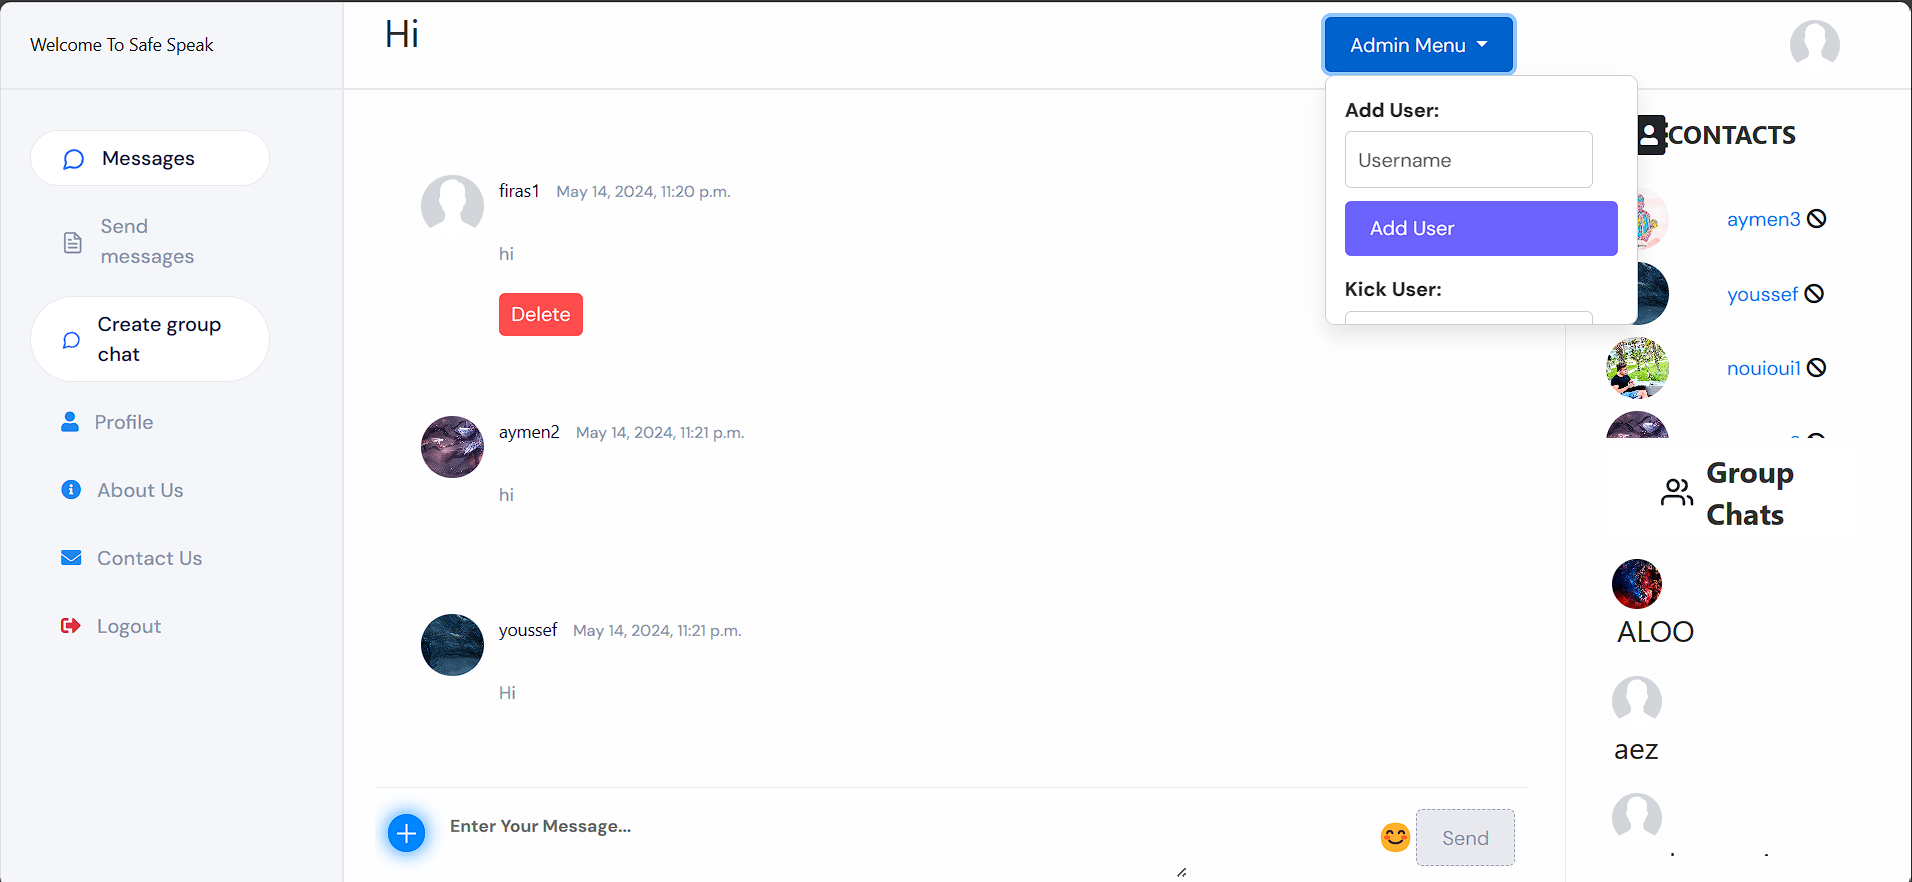 Welcome To Safe Speak
Messages
Send
messages
Create group
chat
Profile
About Us
Contact Us
Logout
Hi
Admin Menu
Add User:
Username
Add User
Kick User:
firas1 May 14, 2024, 11:20 p.m.
hi
Delete
aymen2 May 14, 2024, 11:21 p.m.
hi
youssef May 14, 2024, 11:21 p.m.
Hi
Enter Your Message...
Send
CONTACTS
aymen3
youssef
nouioui1
Group
Chats
ALOO
aez